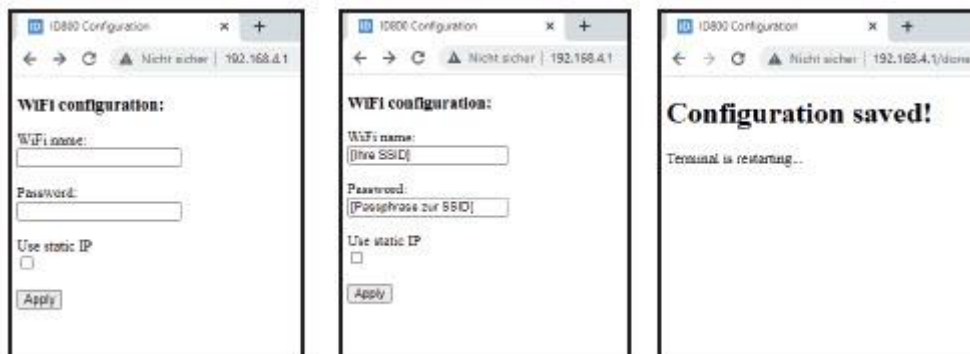 ID800 Configuration
Nicht sicher | 192.168.4.1
WiFi configuration:
WiFi name:
Password:
Use static IP
Apply
ID800 Configuration
Nicht sicher | 192.168.4.1
WiFi configuration:
WiFi name:
[Ihre SSID]
Password:
[Passphrase zur SSID]
Use static IP
Apply
ID800 Configuration
Nicht sicher | 192.168.4.1/done
Configuration saved!
Terminal is restarting...